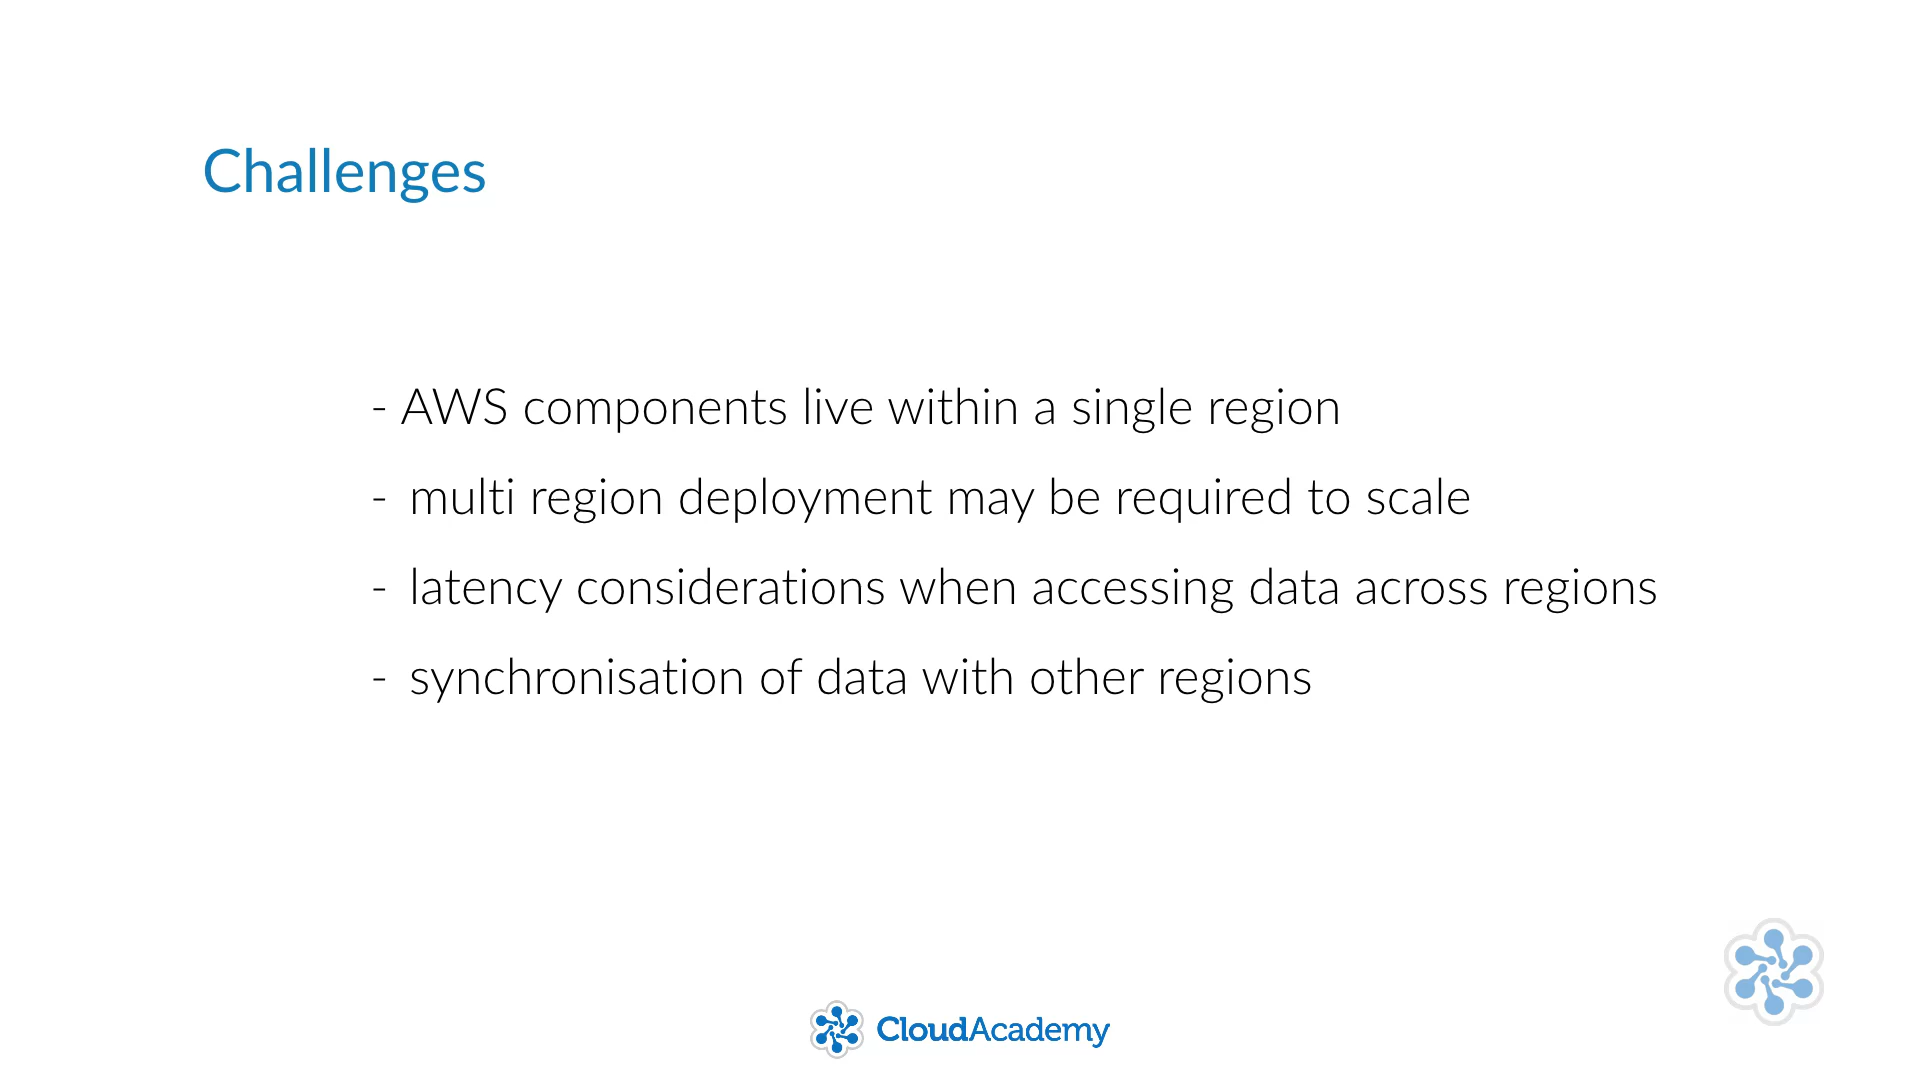 Challenges
- AWS components live within a single region
- multi region deployment may be required to scale
- latency considerations when accessing data across regions
- synchronisation of data with other regions
CloudAcademy